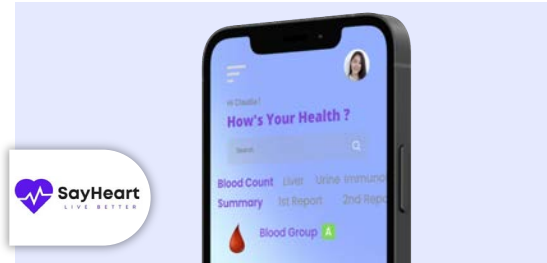 Hi Claudia !
How's Your Health ?
Search
Blood Count Liver Urine Immunol
Summary 1st Report 2nd Repo
Blood Group A
SayHeart
LIVE BETTER